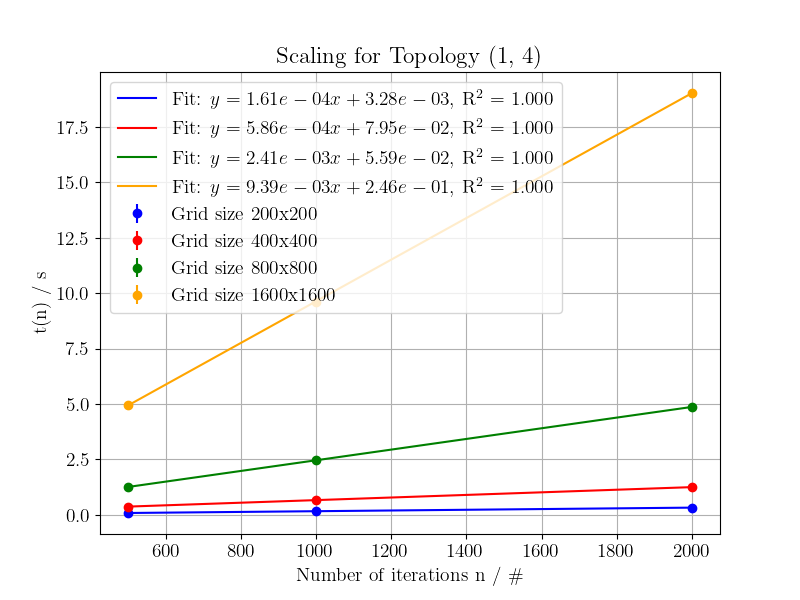 Scaling for Topology (1, 4)
Fit: y = 1.61e − 04x + 3.28e − 03, R² = 1.000
Fit: y = 5.86e − 04x + 7.95e − 02, R² = 1.000
Fit: y = 2.41e − 03x + 5.59e − 02, R² = 1.000
Fit: y = 9.39e − 03x + 2.46e − 01, R² = 1.000
Grid size 200x200
Grid size 400x400
Grid size 800x800
Grid size 1600x1600
t(n) / s
17.5
15.0
12.5
10.0
7.5
5.0
2.5
0.0
600 800 1000 1200 1400 1600 1800 2000
Number of iterations n / #